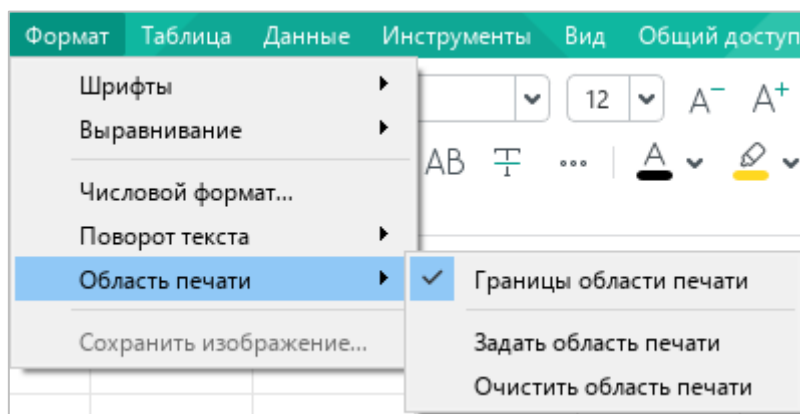 Формат Таблица Данные Инструменты Вид Общий доступ
Шрифты
12 A− A+
Выравнивание
AB T ... A
Числовой формат...
Поворот текста
Область печати
Границы области печати
Сохранить изображение...
Задать область печати
Очистить область печати